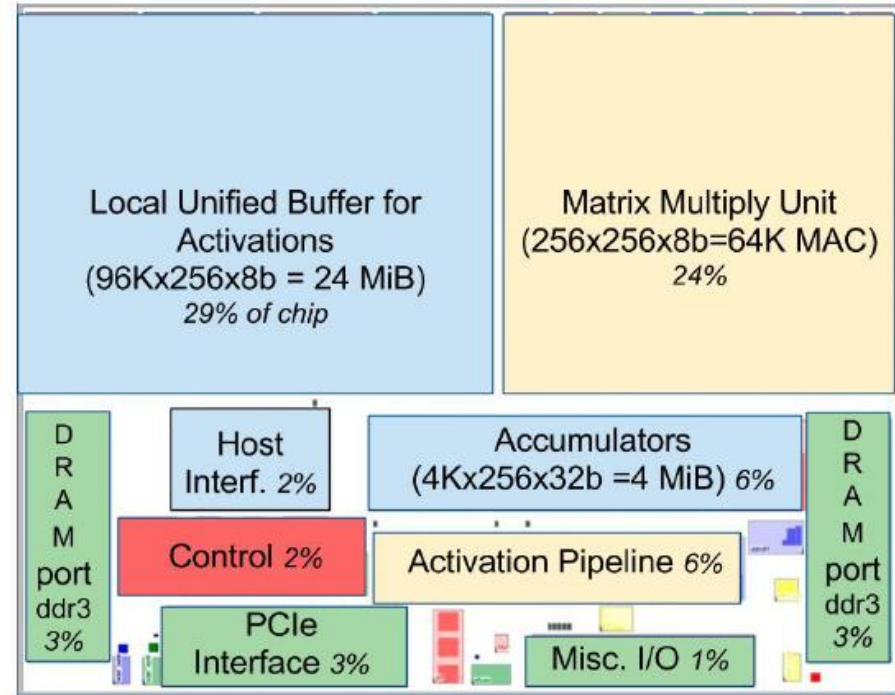 Local Unified Buffer for
Activations
(96Kx256x8b = 24 MiB)
29% of chip
Matrix Multiply Unit
(256x256x8b=64K MAC)
24%
D
R
A
M
port
ddr3
3%
Host
Interf. 2%
Accumulators
(4Kx256x32b =4 MiB) 6%
Control 2%
Activation Pipeline 6%
PCIe
Interface 3%
Misc. I/O 1%
D
R
A
M
port
ddr3
3%